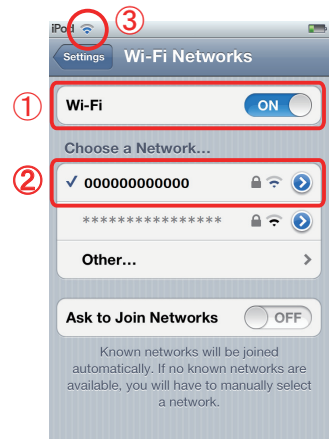 ③
iPod
Settings
Wi-Fi Networks
①
Wi-Fi
ON
Choose a Network...
②
✓ 000000000000
****************
Other...
Ask to Join Networks
OFF
Known networks will be joined
automatically. If no known networks are
available, you will have to manually select
a network.